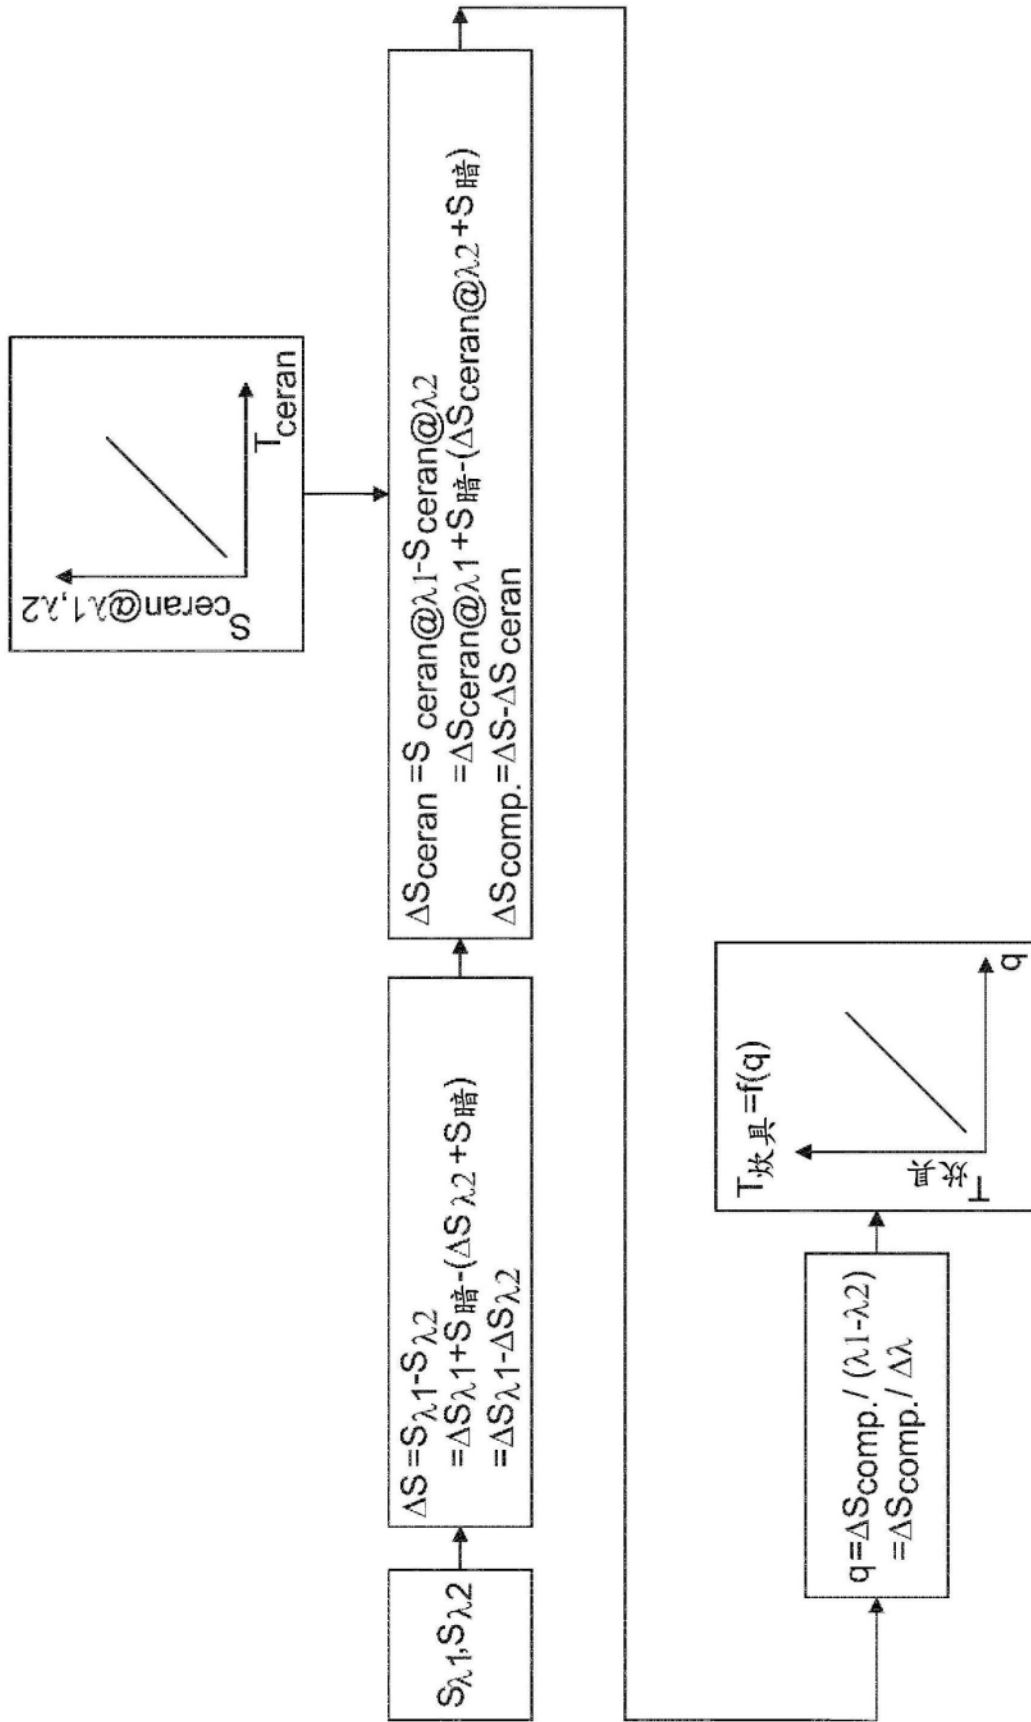 Sλ1,Sλ2
ΔS=Sλ1-Sλ2
=ΔSλ1+S暗-(ΔSλ2+S暗)
=ΔSλ1-ΔSλ2
Sceran@λ1,λ2
Tceran
ΔSceran=S ceran@λ1-Sceran@λ2
=ΔSceran@λ1+S暗-(ΔSceran@λ2+S暗)
ΔScomp.=ΔS-ΔS ceran
q=ΔScomp./(λ1-λ2)
=ΔScomp./Δλ
T炊具=f(q)
T炊具
q